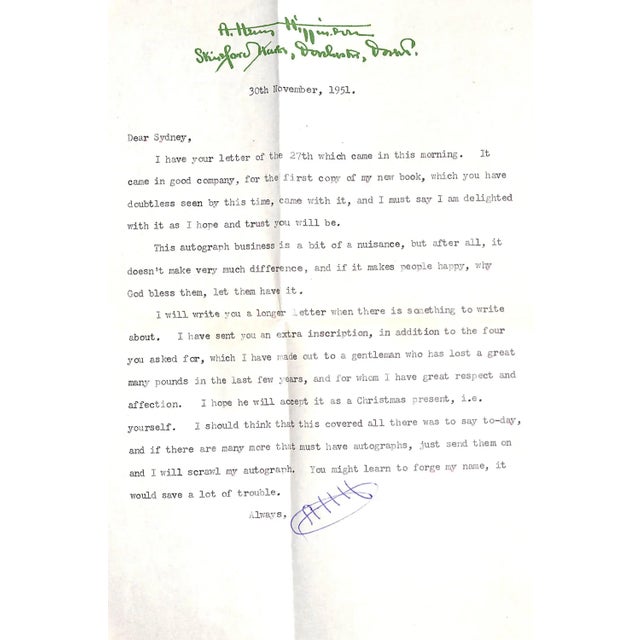 A. Henry Higginson
Stinsford House, Dorchester, Dorset.
30th November, 1951.
Dear Sydney,
I have your letter of the 27th which came in this morning. It
came in good company, for the first copy of my new book, which you have
doubtless seen by this time, came with it, and I must say I am delighted
with it as I hope and trust you will be.
This autograph business is a bit of a nuisance, but after all, it
doesn't make very much difference, and if it makes people happy, why
God bless them, let them have it.
I will write you a longer letter when there is something to write
about. I have sent you an extra inscription, in addition to the four
you asked for, which I have made out to a gentleman who has lost a great
many pounds in the last few years, and for whom I have great respect and
affection. I hope he will accept it as a Christmas present, i.e.
yourself. I should think that this covered all there was to say to-day,
and if there are many more that must have autographs, just send them on
and I will scrawl my autograph. You might learn to forge my name, it
would save a lot of trouble.
Always,